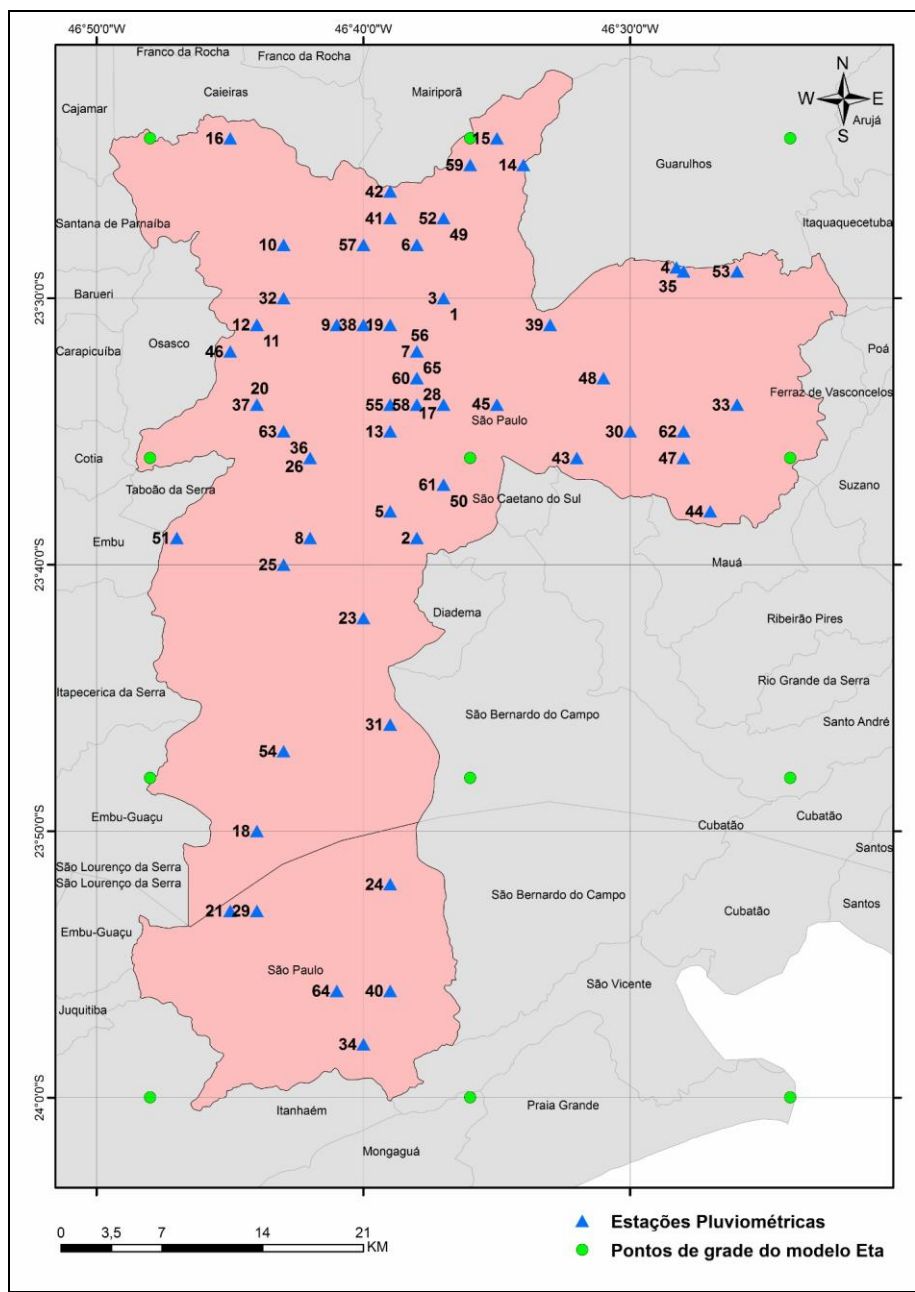 46°50'0"W 46°40'0"W 46°30'0"W
Franco da Rocha
Franco da Rocha
N
W E
S
Cajamar
Caieiras
Mairiporã
Arujá
16
15
59
14
Guarulhos
42
41
52
49
Santana de Parnaíba
Itaquaquecetuba
10
57
6
4
35
53
23°30'0"S
Barueri
32
3
1
12
11
9
38
19
39
Osasco
56
Carapicuíba
46
7
65
Poá
60
48
20
37
55
58
28
17
45
São Paulo
33
Ferraz de Vasconcelos
63
13
30
62
36
26
43
47
Cotia
Taboão da Serra
61
50
São Caetano do Sul
Suzano
5
44
Embu
51
8
2
23°40'0"S
25
Mauá
23
Diadema
Ribeirão Pires
Rio Grande da Serra
Itapecerica da Serra
31
São Bernardo do Campo
Santo André
54
Embu-Guaçu
18
23°50'0"S
Cubatão
Cubatão
Santos
São Lourenço da Serra
São Lourenço da Serra
24
São Bernardo do Campo
Santos
21
29
Cubatão
Embu-Guaçu
São Paulo
64
40
São Vicente
Juquitiba
34
24°0'0"S
Itanhaém
Praia Grande
Mongaguá
0 3,5 7 14 21
KM
Estações Pluviométricas
Pontos de grade do modelo Eta